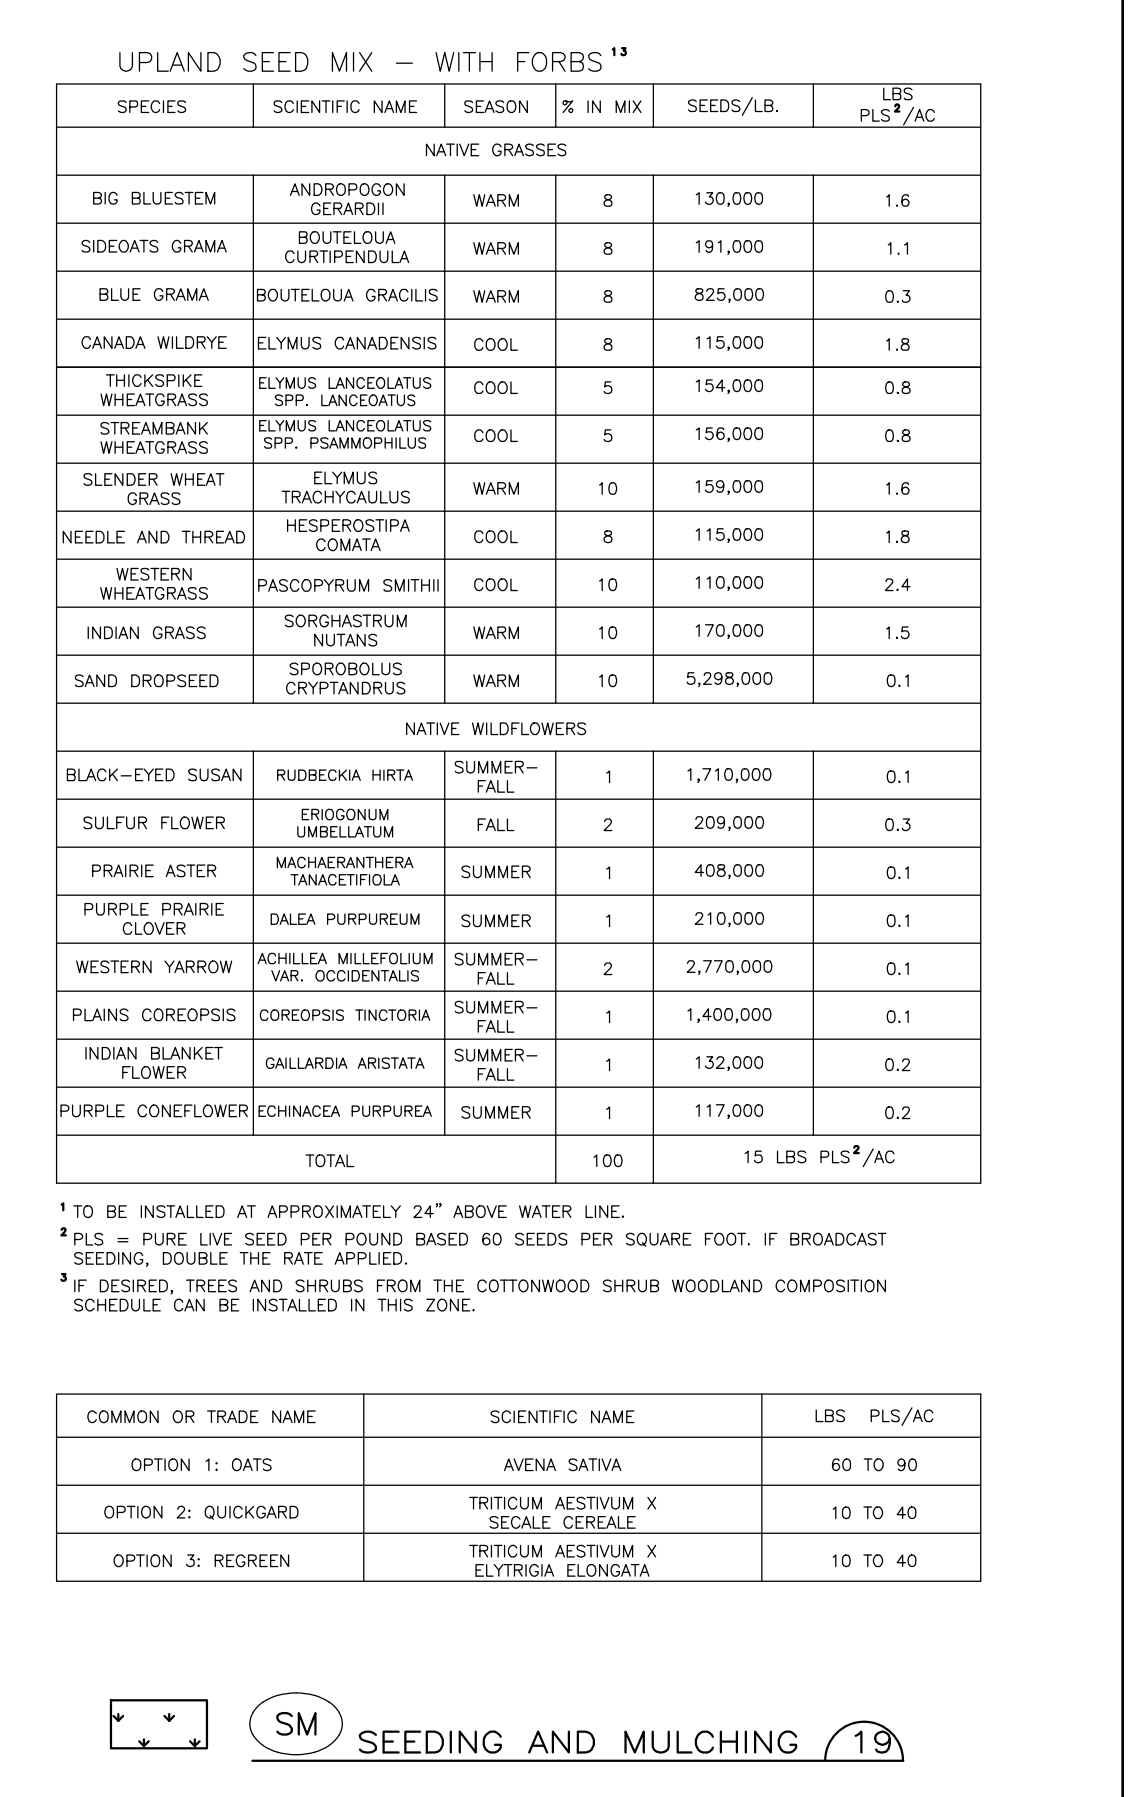 UPLAND SEED MIX – WITH FORBS 1 3
SPECIES SCIENTIFIC NAME SEASON % IN MIX SEEDS/LB. LBS
PLS2/AC
NATIVE GRASSES
BIG BLUESTEM ANDROPOGON
GERARDII WARM 8 130,000 1.6
SIDEOATS GRAMA BOUTELOUA
CURTIPENDULA WARM 8 191,000 1.1
BLUE GRAMA BOUTELOUA GRACILIS WARM 8 825,000 0.3
CANADA WILDRYE ELYMUS CANADENSIS COOL 8 115,000 1.8
THICKSPIKE
WHEATGRASS ELYMUS LANCEOLATUS
SPP. LANCEOATUS COOL 5 154,000 0.8
STREAMBANK
WHEATGRASS ELYMUS LANCEOLATUS
SPP. PSAMMOPHILUS COOL 5 156,000 0.8
SLENDER WHEAT
GRASS ELYMUS
TRACHYCAULUS WARM 10 159,000 1.6
NEEDLE AND THREAD HESPEROSTIPA
COMATA COOL 8 115,000 1.8
WESTERN
WHEATGRASS PASCOPYRUM SMITHII COOL 10 110,000 2.4
INDIAN GRASS SORGHASTRUM
NUTANS WARM 10 170,000 1.5
SAND DROPSEED SPOROBOLUS
CRYPTANDRUS WARM 10 5,298,000 0.1
NATIVE WILDFLOWERS
BLACK–EYED SUSAN RUDBECKIA HIRTA SUMMER–
FALL 1 1,710,000 0.1
SULFUR FLOWER ERIOGONUM
UMBELLATUM FALL 2 209,000 0.3
PRAIRIE ASTER MACHAERANTHERA
TANACETIFIOLA SUMMER 1 408,000 0.1
PURPLE PRAIRIE
CLOVER DALEA PURPUREUM SUMMER 1 210,000 0.1
WESTERN YARROW ACHILLEA MILLEFOLIUM
VAR. OCCIDENTALIS SUMMER–
FALL 2 2,770,000 0.1
PLAINS COREOPSIS COREOPSIS TINCTORIA SUMMER–
FALL 1 1,400,000 0.1
INDIAN BLANKET
FLOWER GAILLARDIA ARISTATA SUMMER–
FALL 1 132,000 0.2
PURPLE CONEFLOWER ECHINACEA PURPUREA SUMMER 1 117,000 0.2
TOTAL 100 15 LBS PLS2/AC
1 TO BE INSTALLED AT APPROXIMATELY 24” ABOVE WATER LINE.
2 PLS = PURE LIVE SEED PER POUND BASED 60 SEEDS PER SQUARE FOOT. IF BROADCAST
SEEDING, DOUBLE THE RATE APPLIED.
3 IF DESIRED, TREES AND SHRUBS FROM THE COTTONWOOD SHRUB WOODLAND COMPOSITION
SCHEDULE CAN BE INSTALLED IN THIS ZONE.
COMMON OR TRADE NAME SCIENTIFIC NAME LBS PLS/AC
OPTION 1: OATS AVENA SATIVA 60 TO 90
OPTION 2: QUICKGARD TRITICUM AESTIVUM X
SECALE CEREALE 10 TO 40
OPTION 3: REGREEN TRITICUM AESTIVUM X
ELYTRIGIA ELONGATA 10 TO 40
SM SEEDING AND MULCHING 19